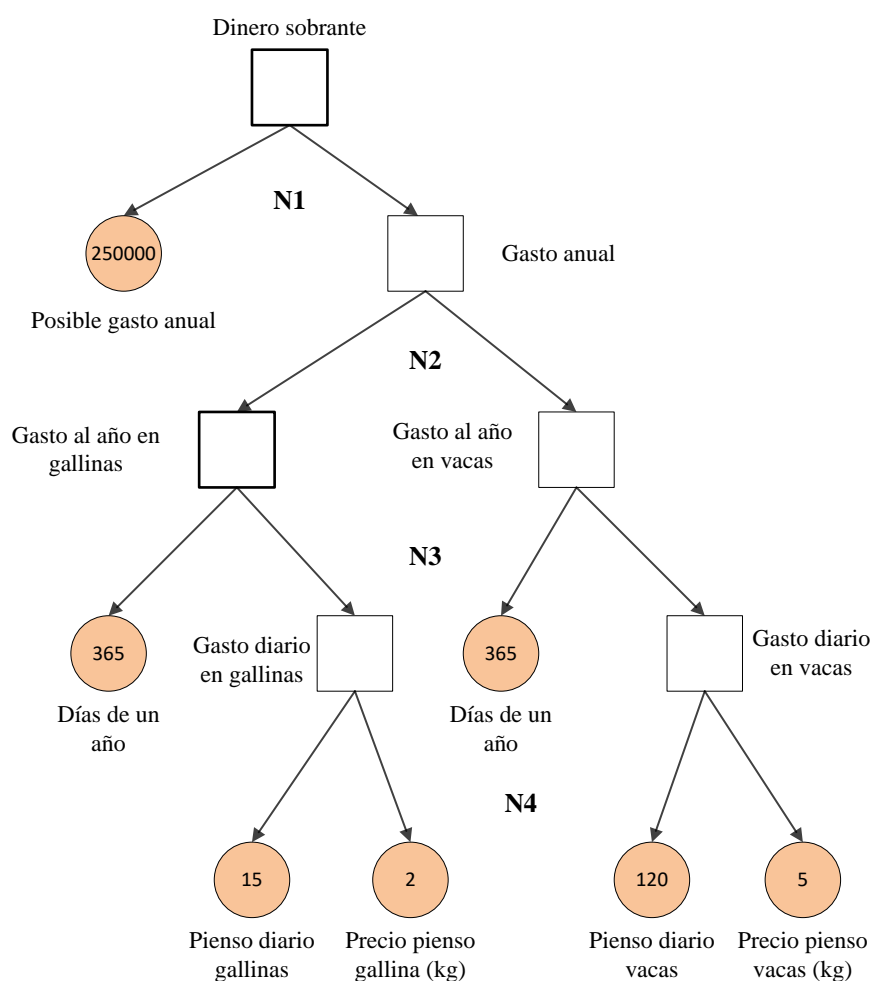 Dinero sobrante
N1
250000
Gasto anual
Posible gasto anual
N2
Gasto al año en
gallinas
Gasto al año
en vacas
N3
365
Gasto diario
en gallinas
365
Gasto diario
en vacas
Días de un
año
Días de un
año
N4
15
2
120
5
Pienso diario
gallinas
Precio pienso
gallina (kg)
Pienso diario
vacas
Precio pienso
vacas (kg)